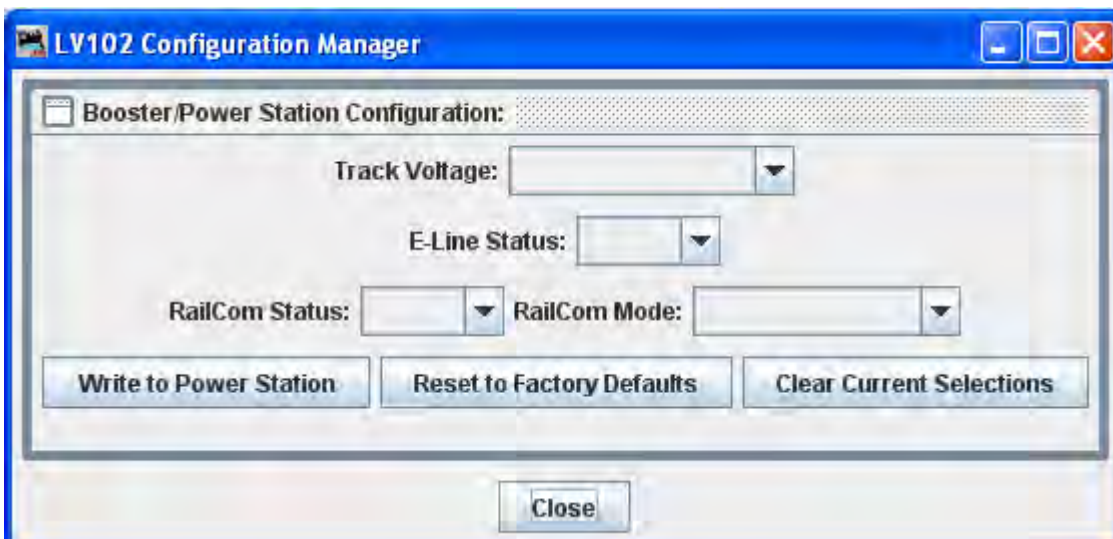 LV102 Configuration Manager
Booster/Power Station Configuration:
Track Voltage:
E-Line Status:
RailCom Status: RailCom Mode:
Write to Power Station Reset to Factory Defaults Clear Current Selections
Close